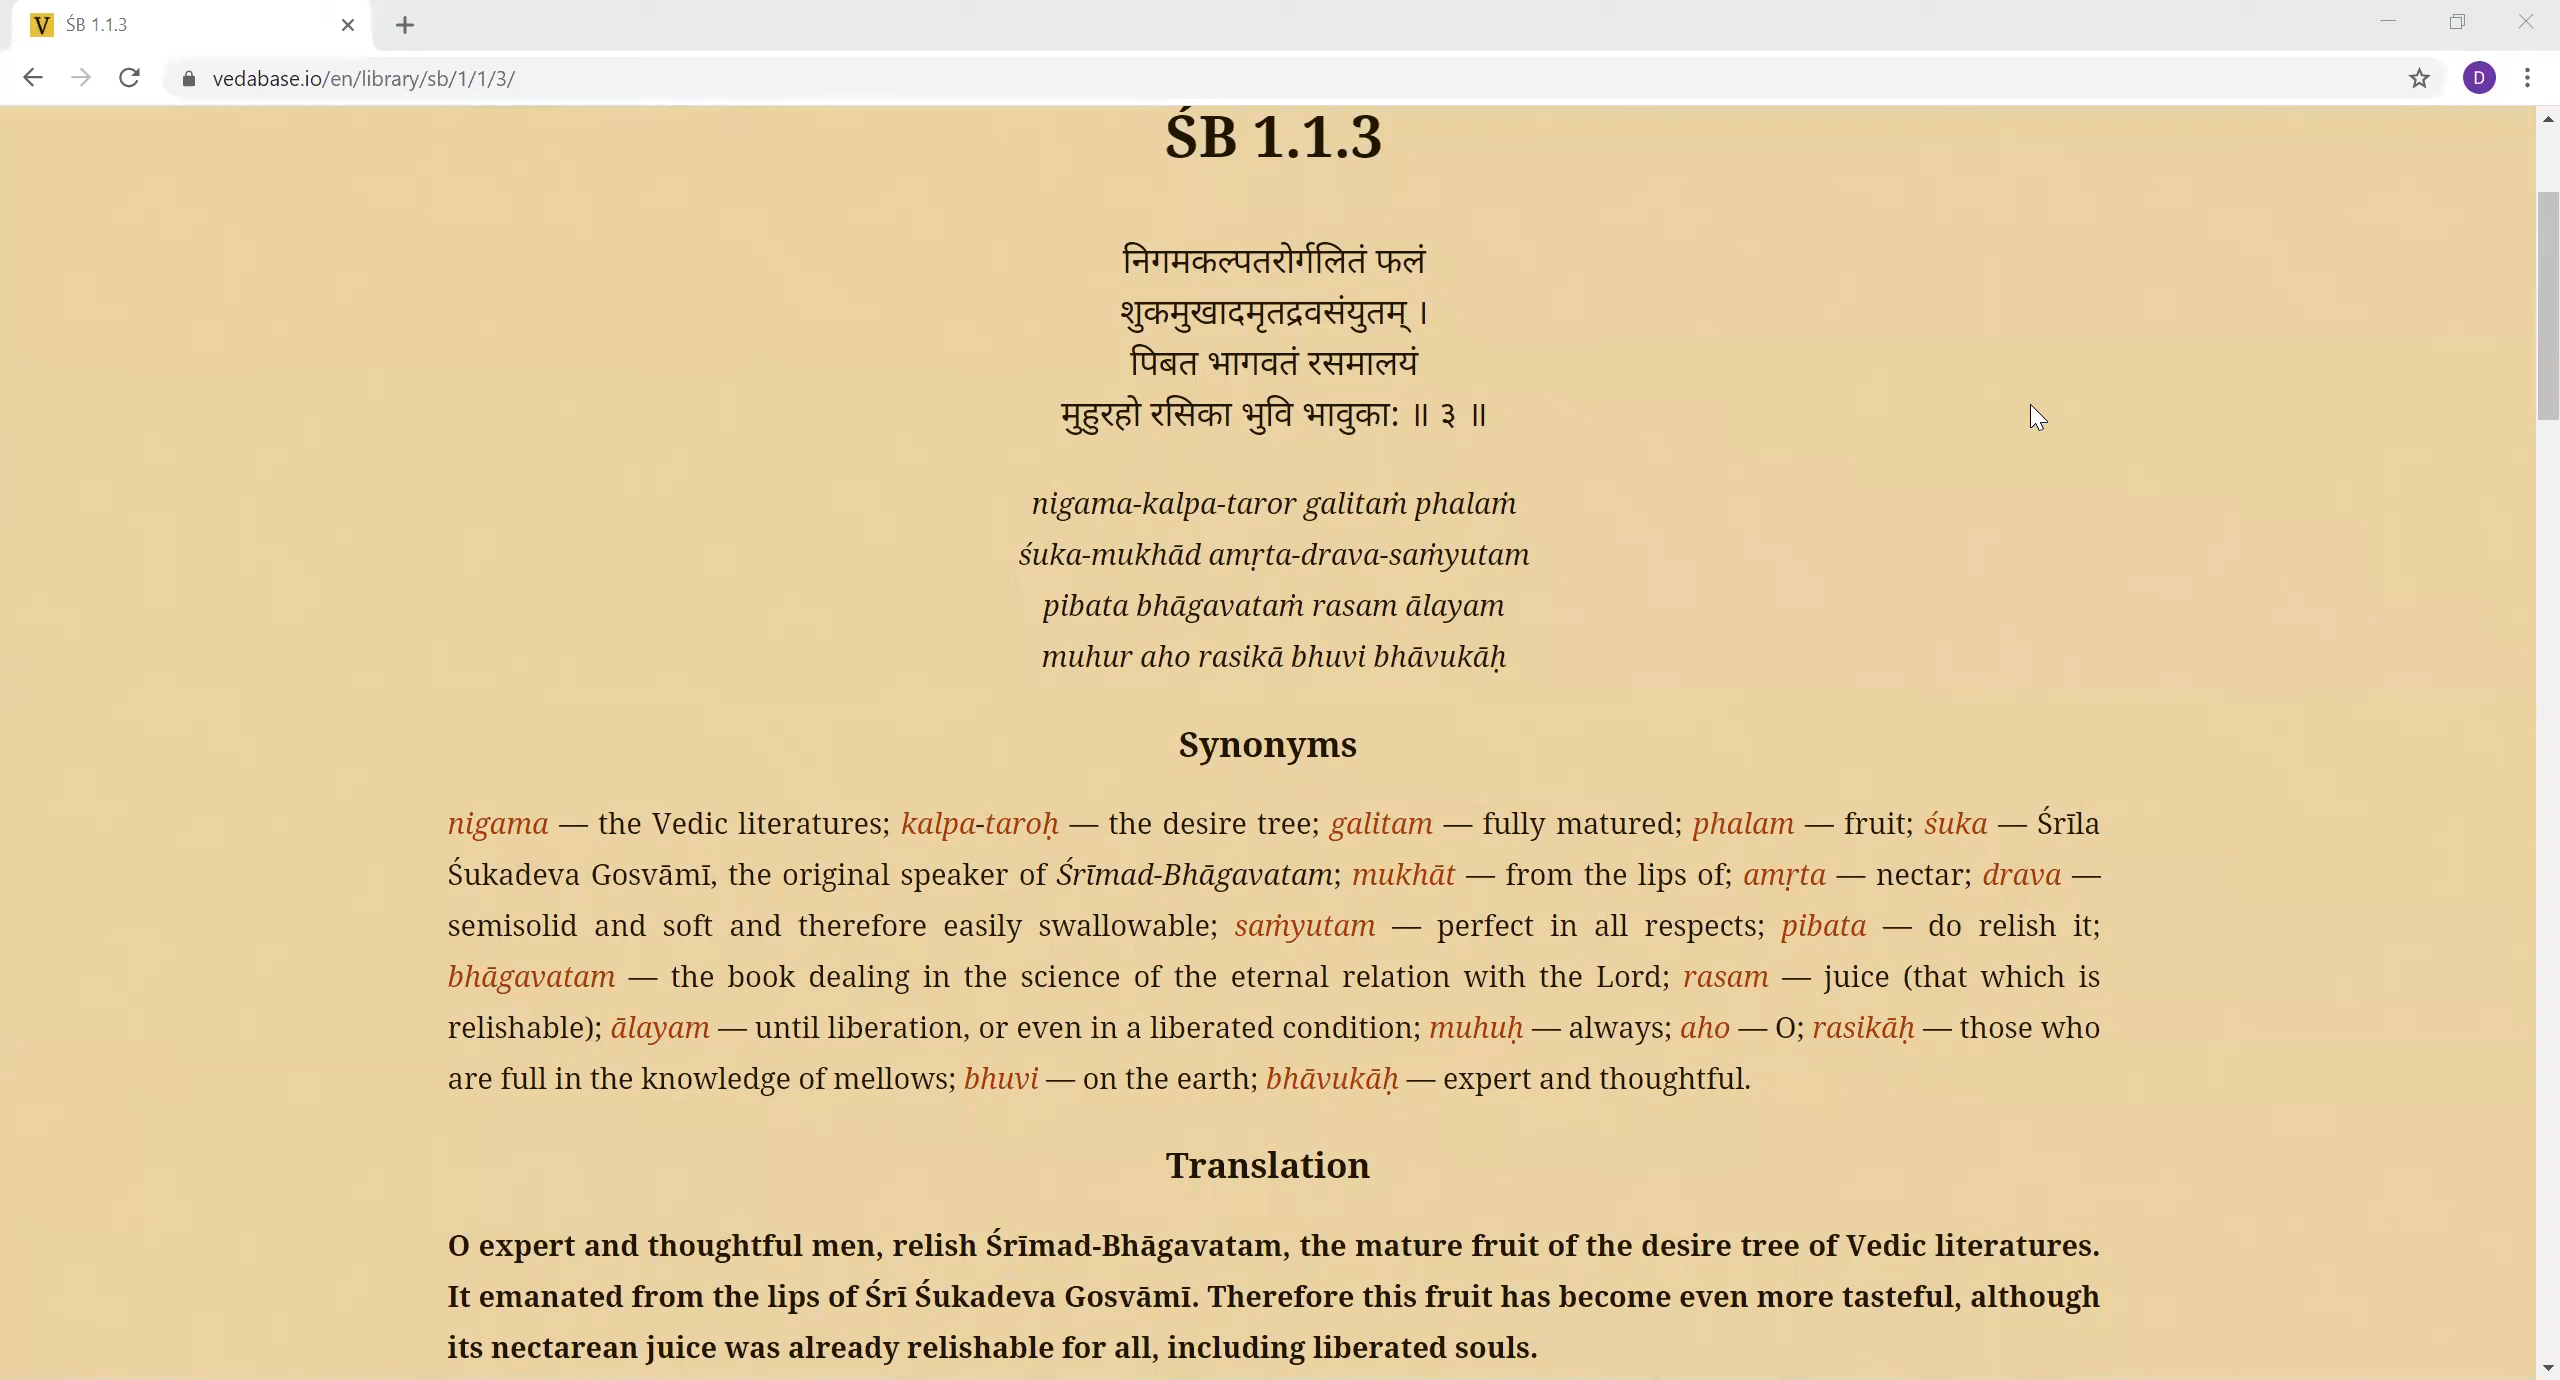 ŚB 1.1.3
vedabase.io/en/library/sb/1/1/3/
D
ŚB 1.1.3
निगमकल्पतरोर्गलितं फलं
शुकमुखादमृतद्रवसंयुतम् ।
पिबत भागवतं रसमालयं
मुहुरहो रसिका भुवि भावुका: ॥ ३ ॥
nigama-kalpa-taror galitaṁ phalaṁ
śuka-mukhād amṛta-drava-saṁyutam
pibata bhāgavataṁ rasam ālayam
muhur aho rasikā bhuvi bhāvukāḥ
Synonyms
nigama — the Vedic literatures; kalpa-taroḥ — the desire tree; galitam — fully matured; phalam — fruit; śuka — Śrīla
Śukadeva Gosvāmī, the original speaker of Śrīmad-Bhāgavatam; mukhāt — from the lips of; amṛta — nectar; drava —
semisolid and soft and therefore easily swallowable; saṁyutam — perfect in all respects; pibata — do relish it;
bhāgavatam — the book dealing in the science of the eternal relation with the Lord; rasam — juice (that which is
relishable); ālayam — until liberation, or even in a liberated condition; muhuḥ — always; aho — O; rasikāḥ — those who
are full in the knowledge of mellows; bhuvi — on the earth; bhāvukāḥ — expert and thoughtful.
Translation
O expert and thoughtful men, relish Śrīmad-Bhāgavatam, the mature fruit of the desire tree of Vedic literatures.
It emanated from the lips of Śrī Śukadeva Gosvāmī. Therefore this fruit has become even more tasteful, although
its nectarean juice was already relishable for all, including liberated souls.